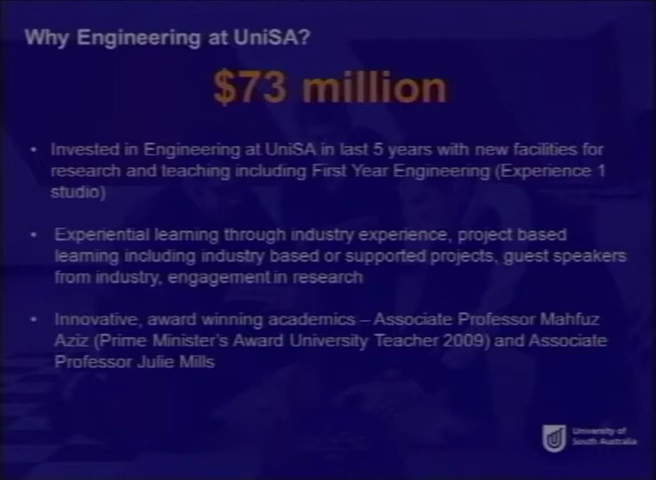 Why Engineering at UniSA?
$73 million
• Invested in Engineering at UniSA in last 5 years with new facilities for
research and teaching including First Year Engineering (Experience 1
studio)
• Experiential learning through industry experience, project based
learning including industry based or supported projects, guest speakers
from industry, engagement in research
• Innovative, award winning academics – Associate Professor Mahfuz
Aziz (Prime Minister's Award University Teacher 2009) and Associate
Professor Julie Mills
University of
South Australia